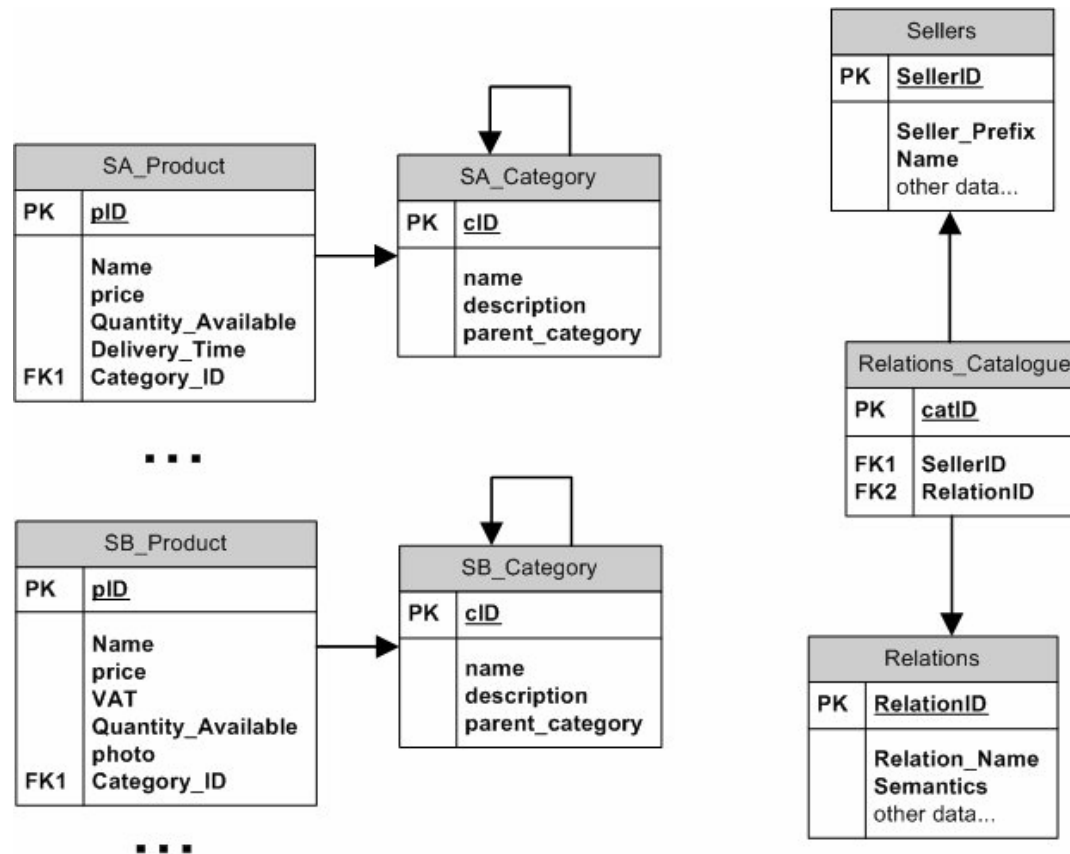 SA_Product
PK pID
Name
price
Quantity_Available
Delivery_Time
FK1 Category_ID
SA_Category
PK cID
name
description
parent_category
...
SB_Product
PK pID
Name
price
VAT
Quantity_Available
photo
FK1 Category_ID
SB_Category
PK cID
name
description
parent_category
...
Sellers
PK SellerID
Seller_Prefix
Name
other data...
Relations_Catalogue
PK catID
FK1 SellerID
FK2 RelationID
Relations
PK RelationID
Relation_Name
Semantics
other data...